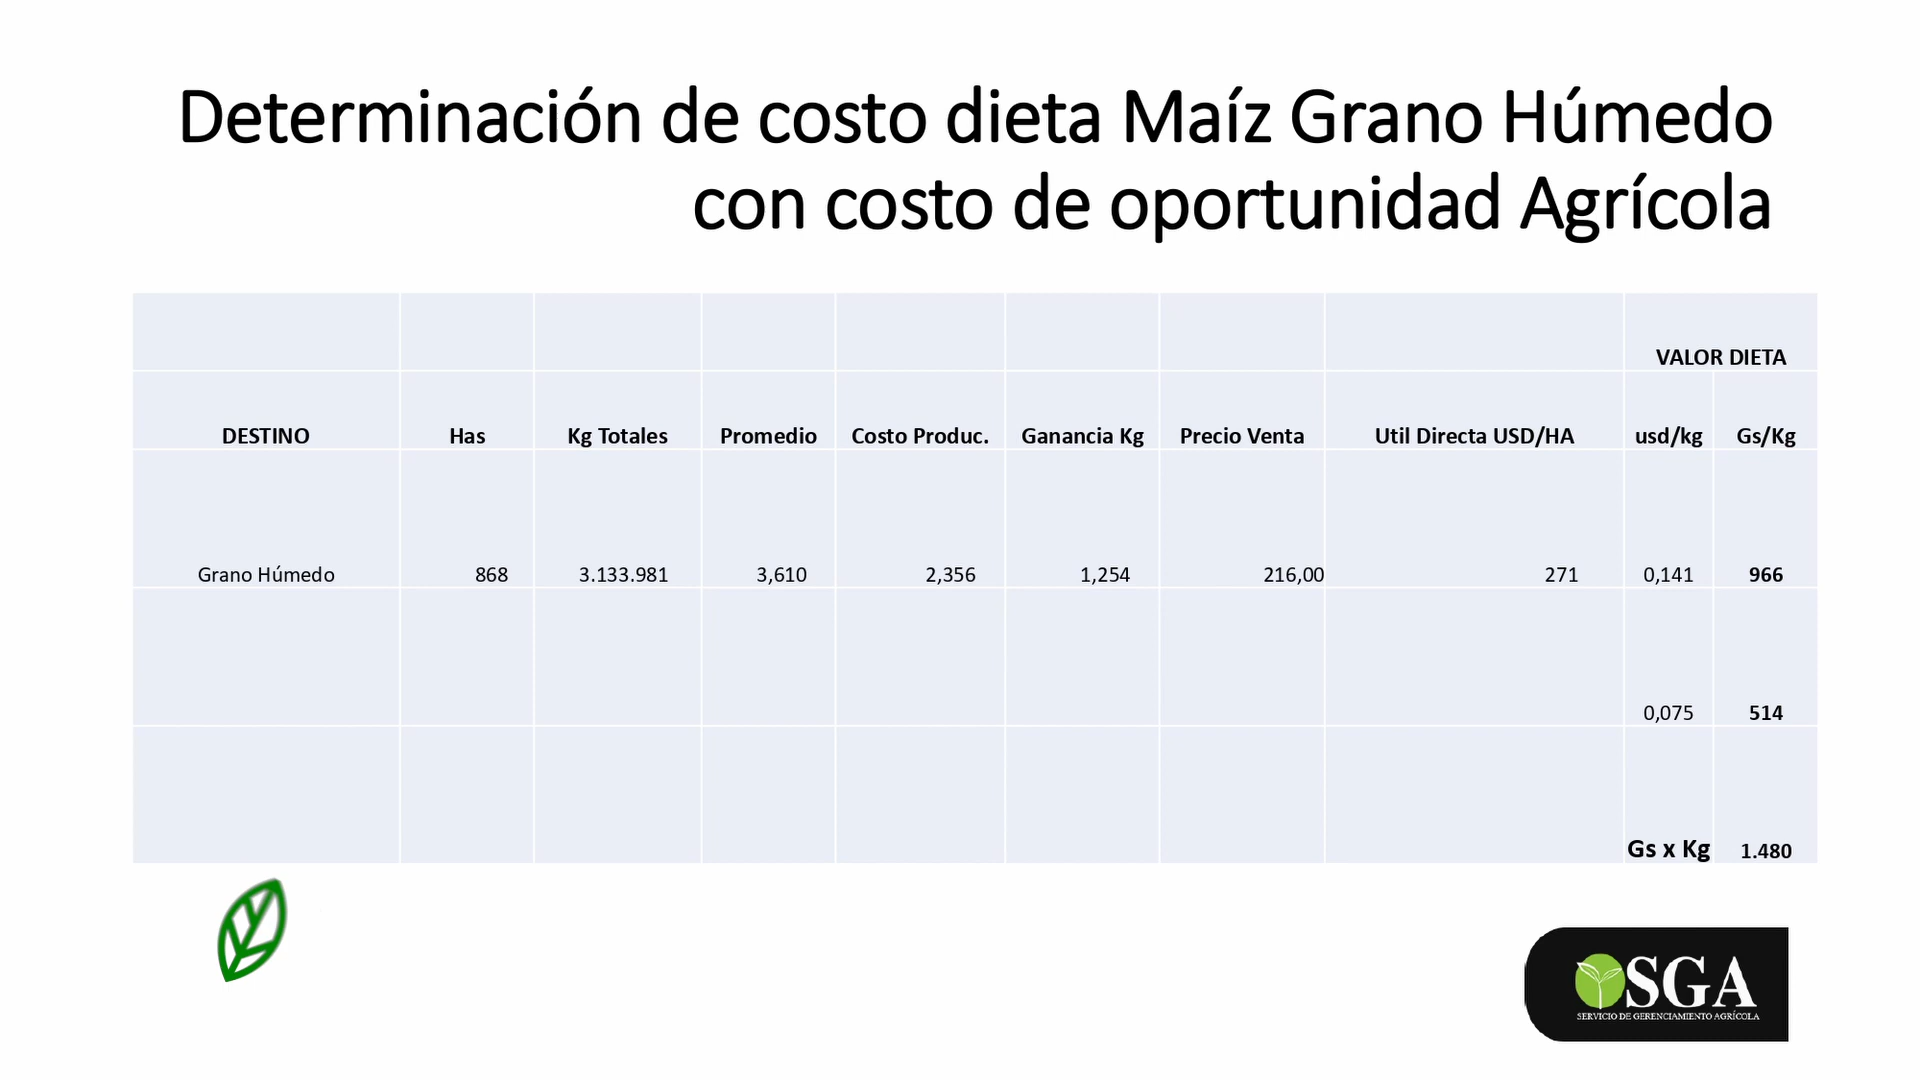 Determinación de costo dieta Maíz Grano Húmedo
con costo de oportunidad Agrícola
VALOR DIETA
DESTINO Has Kg Totales Promedio Costo Produc. Ganancia Kg Precio Venta Util Directa USD/HA usd/kg Gs/Kg
Grano Húmedo 868 3.133.981 3,610 2,356 1,254 216,00 271 0,141 966
0,075 514
Gs x Kg 1.480
SGA
SERVICIO DE GERENCIAMIENTO AGRÍCOLA